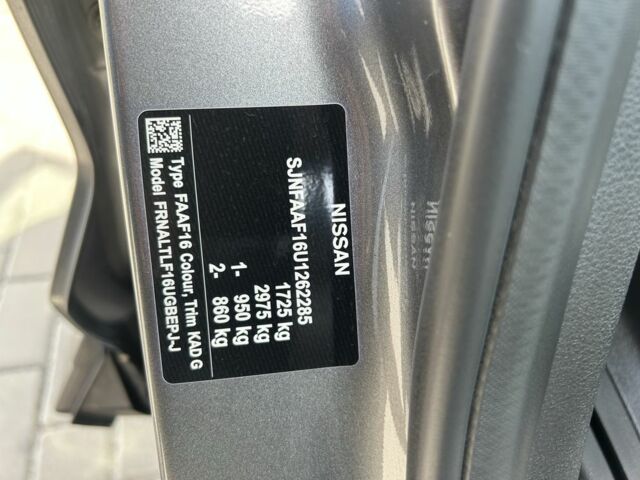 NISSAN
SJNFAAF16U1262285
1725 kg
2975 kg
1- 950 kg
2- 860 kg
Type FAAF16 Colour, Trim KAD G
Model FRNALTLF16UGBEPJ-J